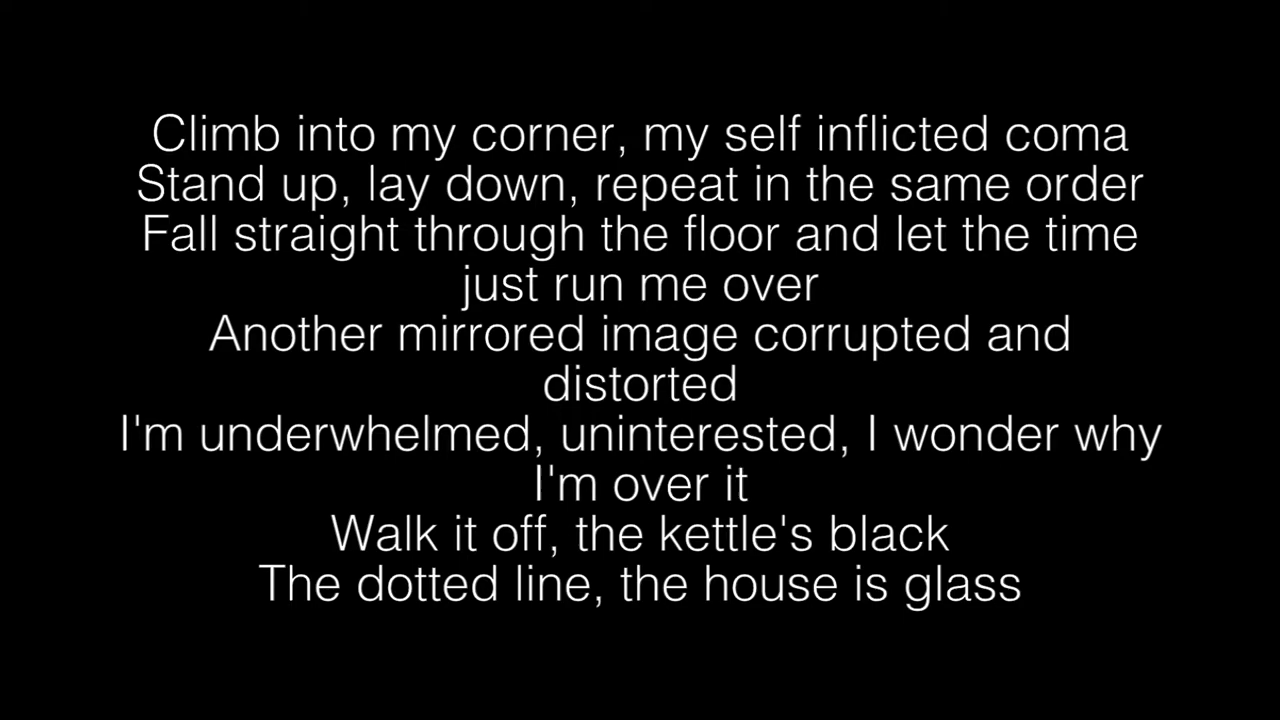 Climb into my corner, my self inflicted coma
Stand up, lay down, repeat in the same order
Fall straight through the floor and let the time
just run me over
Another mirrored image corrupted and
distorted
I'm underwhelmed, uninterested, I wonder why
I'm over it
Walk it off, the kettle's black
The dotted line, the house is glass